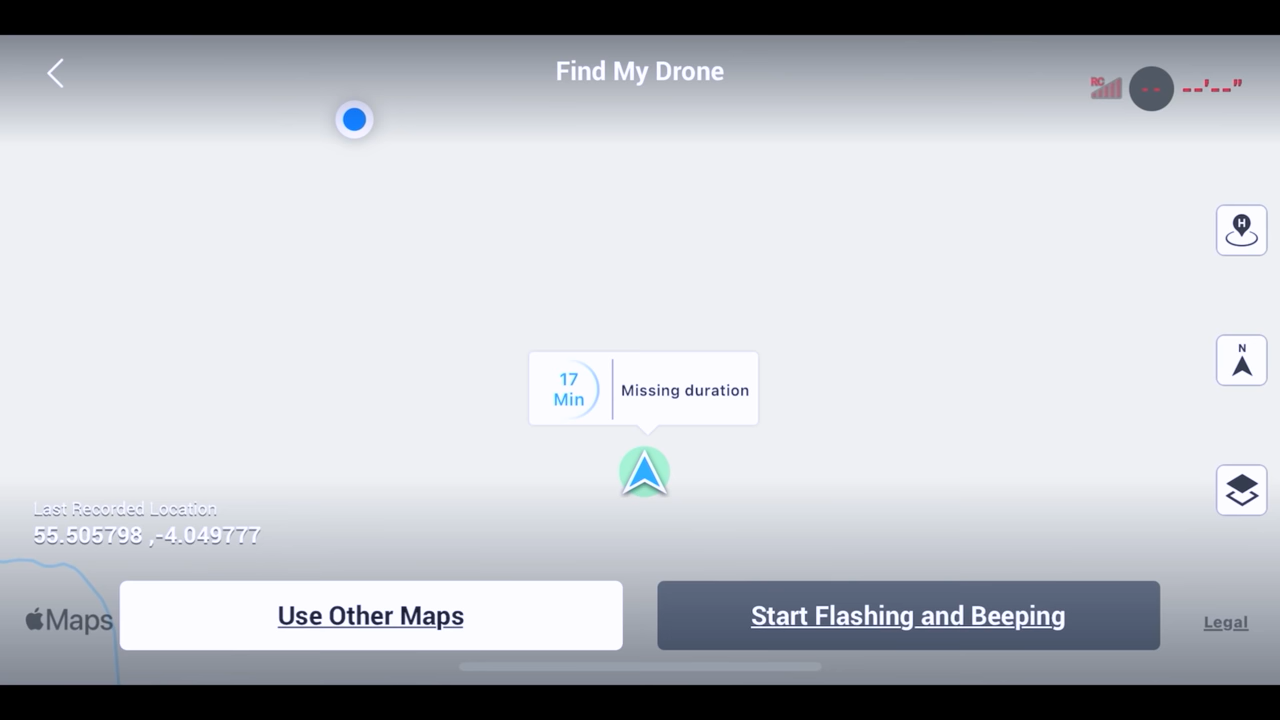 Find My Drone
RC
-- --'--"
H
17
Min
Missing duration
N
Last Recorded Location
55.505798 ,-4.049777
Maps
Use Other Maps
Start Flashing and Beeping
Legal